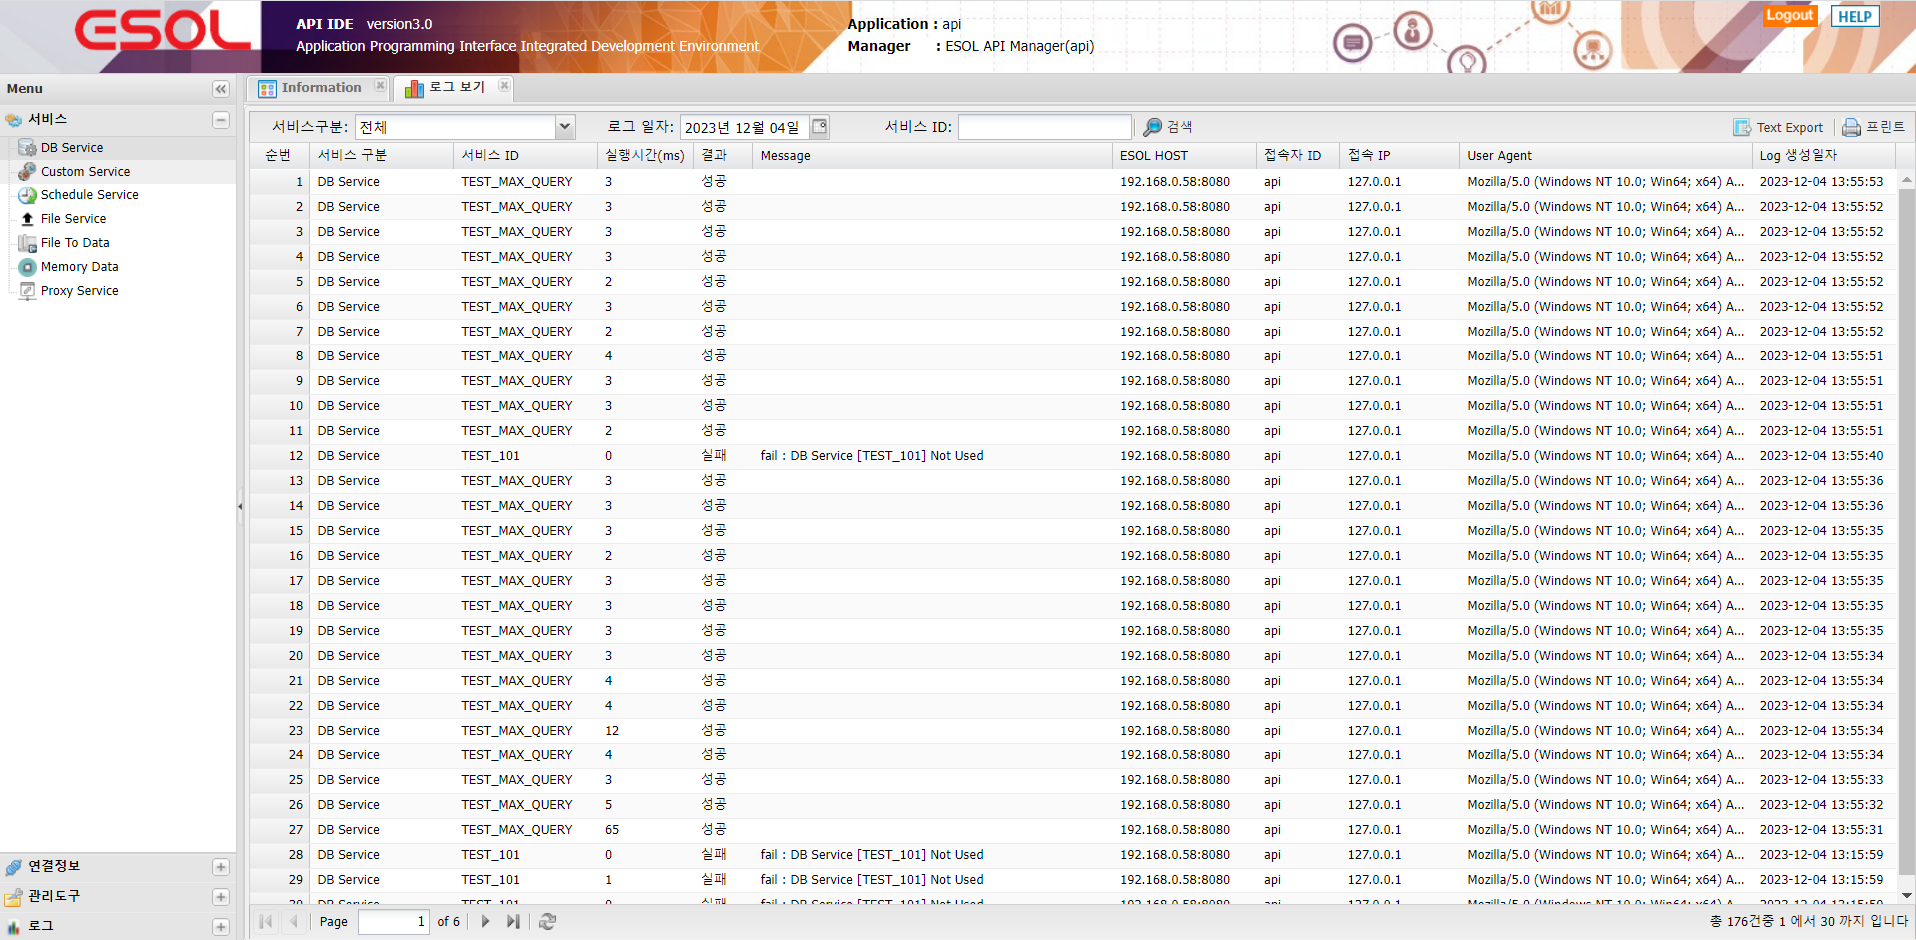 ESOL
API IDE version3.0
Application Programming Interface Integrated Development Environment
Application : api
Manager : ESOL API Manager(api)
Logout HELP
Menu
서비스
DB Service
Custom Service
Schedule Service
File Service
File To Data
Memory Data
Proxy Service
연결정보
관리도구
로그
Information 로그 보기
서비스구분: 전체 로그 일자: 2023년 12월 04일 서비스 ID: 검색 Text Export 프린트
순번 서비스 구분 서비스 ID 실행시간(ms) 결과 Message ESOL HOST 접속자 ID 접속 IP User Agent Log 생성일자
1 DB Service TEST_MAX_QUERY 3 성공 192.168.0.58:8080 api 127.0.0.1 Mozilla/5.0 (Windows NT 10.0; Win64; x64) A... 2023-12-04 13:55:53
2 DB Service TEST_MAX_QUERY 3 성공 192.168.0.58:8080 api 127.0.0.1 Mozilla/5.0 (Windows NT 10.0; Win64; x64) A... 2023-12-04 13:55:52
3 DB Service TEST_MAX_QUERY 3 성공 192.168.0.58:8080 api 127.0.0.1 Mozilla/5.0 (Windows NT 10.0; Win64; x64) A... 2023-12-04 13:55:52
4 DB Service TEST_MAX_QUERY 3 성공 192.168.0.58:8080 api 127.0.0.1 Mozilla/5.0 (Windows NT 10.0; Win64; x64) A... 2023-12-04 13:55:52
5 DB Service TEST_MAX_QUERY 2 성공 192.168.0.58:8080 api 127.0.0.1 Mozilla/5.0 (Windows NT 10.0; Win64; x64) A... 2023-12-04 13:55:52
6 DB Service TEST_MAX_QUERY 3 성공 192.168.0.58:8080 api 127.0.0.1 Mozilla/5.0 (Windows NT 10.0; Win64; x64) A... 2023-12-04 13:55:52
7 DB Service TEST_MAX_QUERY 2 성공 192.168.0.58:8080 api 127.0.0.1 Mozilla/5.0 (Windows NT 10.0; Win64; x64) A... 2023-12-04 13:55:52
8 DB Service TEST_MAX_QUERY 4 성공 192.168.0.58:8080 api 127.0.0.1 Mozilla/5.0 (Windows NT 10.0; Win64; x64) A... 2023-12-04 13:55:51
9 DB Service TEST_MAX_QUERY 3 성공 192.168.0.58:8080 api 127.0.0.1 Mozilla/5.0 (Windows NT 10.0; Win64; x64) A... 2023-12-04 13:55:51
10 DB Service TEST_MAX_QUERY 3 성공 192.168.0.58:8080 api 127.0.0.1 Mozilla/5.0 (Windows NT 10.0; Win64; x64) A... 2023-12-04 13:55:51
11 DB Service TEST_MAX_QUERY 2 성공 192.168.0.58:8080 api 127.0.0.1 Mozilla/5.0 (Windows NT 10.0; Win64; x64) A... 2023-12-04 13:55:51
12 DB Service TEST_101 0 실패 fail : DB Service [TEST_101] Not Used 192.168.0.58:8080 api 127.0.0.1 Mozilla/5.0 (Windows NT 10.0; Win64; x64) A... 2023-12-04 13:55:40
13 DB Service TEST_MAX_QUERY 3 성공 192.168.0.58:8080 api 127.0.0.1 Mozilla/5.0 (Windows NT 10.0; Win64; x64) A... 2023-12-04 13:55:36
14 DB Service TEST_MAX_QUERY 3 성공 192.168.0.58:8080 api 127.0.0.1 Mozilla/5.0 (Windows NT 10.0; Win64; x64) A... 2023-12-04 13:55:36
15 DB Service TEST_MAX_QUERY 3 성공 192.168.0.58:8080 api 127.0.0.1 Mozilla/5.0 (Windows NT 10.0; Win64; x64) A... 2023-12-04 13:55:35
16 DB Service TEST_MAX_QUERY 2 성공 192.168.0.58:8080 api 127.0.0.1 Mozilla/5.0 (Windows NT 10.0; Win64; x64) A... 2023-12-04 13:55:35
17 DB Service TEST_MAX_QUERY 3 성공 192.168.0.58:8080 api 127.0.0.1 Mozilla/5.0 (Windows NT 10.0; Win64; x64) A... 2023-12-04 13:55:35
18 DB Service TEST_MAX_QUERY 3 성공 192.168.0.58:8080 api 127.0.0.1 Mozilla/5.0 (Windows NT 10.0; Win64; x64) A... 2023-12-04 13:55:35
19 DB Service TEST_MAX_QUERY 3 성공 192.168.0.58:8080 api 127.0.0.1 Mozilla/5.0 (Windows NT 10.0; Win64; x64) A... 2023-12-04 13:55:35
20 DB Service TEST_MAX_QUERY 3 성공 192.168.0.58:8080 api 127.0.0.1 Mozilla/5.0 (Windows NT 10.0; Win64; x64) A... 2023-12-04 13:55:34
21 DB Service TEST_MAX_QUERY 4 성공 192.168.0.58:8080 api 127.0.0.1 Mozilla/5.0 (Windows NT 10.0; Win64; x64) A... 2023-12-04 13:55:34
22 DB Service TEST_MAX_QUERY 4 성공 192.168.0.58:8080 api 127.0.0.1 Mozilla/5.0 (Windows NT 10.0; Win64; x64) A... 2023-12-04 13:55:34
23 DB Service TEST_MAX_QUERY 12 성공 192.168.0.58:8080 api 127.0.0.1 Mozilla/5.0 (Windows NT 10.0; Win64; x64) A... 2023-12-04 13:55:34
24 DB Service TEST_MAX_QUERY 4 성공 192.168.0.58:8080 api 127.0.0.1 Mozilla/5.0 (Windows NT 10.0; Win64; x64) A... 2023-12-04 13:55:34
25 DB Service TEST_MAX_QUERY 3 성공 192.168.0.58:8080 api 127.0.0.1 Mozilla/5.0 (Windows NT 10.0; Win64; x64) A... 2023-12-04 13:55:33
26 DB Service TEST_MAX_QUERY 5 성공 192.168.0.58:8080 api 127.0.0.1 Mozilla/5.0 (Windows NT 10.0; Win64; x64) A... 2023-12-04 13:55:32
27 DB Service TEST_MAX_QUERY 65 성공 192.168.0.58:8080 api 127.0.0.1 Mozilla/5.0 (Windows NT 10.0; Win64; x64) A... 2023-12-04 13:55:31
28 DB Service TEST_101 0 실패 fail : DB Service [TEST_101] Not Used 192.168.0.58:8080 api 127.0.0.1 Mozilla/5.0 (Windows NT 10.0; Win64; x64) A... 2023-12-04 13:15:59
29 DB Service TEST_101 1 실패 fail : DB Service [TEST_101] Not Used 192.168.0.58:8080 api 127.0.0.1 Mozilla/5.0 (Windows NT 10.0; Win64; x64) A... 2023-12-04 13:15:59
Page 1 of 6 총 176건중 1 에서 30 까지 입니다